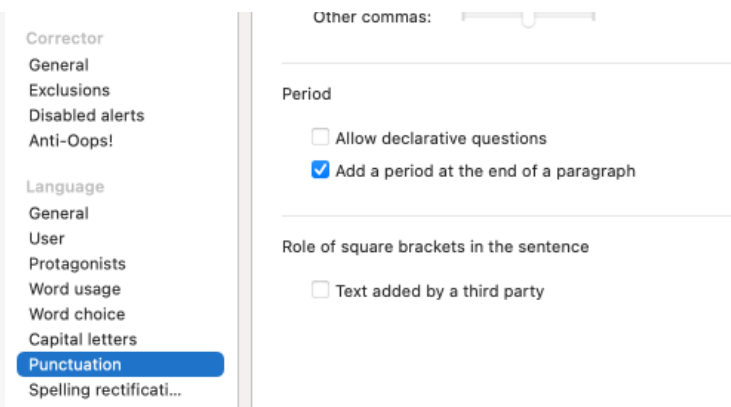 Corrector
General
Exclusions
Disabled alerts
Anti-Oops!
Language
General
User
Protagonists
Word usage
Word choice
Capital letters
Punctuation
Spelling rectificati...
Other commas:
Period
Allow declarative questions
Add a period at the end of a paragraph
Role of square brackets in the sentence
Text added by a third party